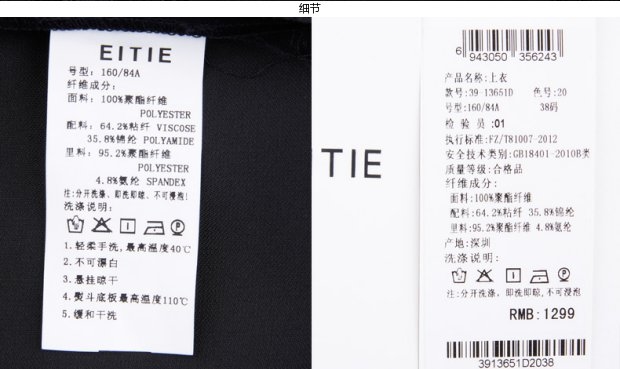 细节
EITIE
号型：160/84A
纤维成分：
面料：100%聚酯纤维
POLYESTER
配料：64.2%粘纤 VISCOSE
35.8%锦纶 POLYAMIDE
里料：95.2%聚酯纤维
POLYESTER
4.8%氨纶 SPANDEX
注:分开洗涤、即洗即晾、不可浸泡!
洗涤说明：
1.轻柔手洗,最高温度40℃
2.不可漂白
3.悬挂晾干
4.熨斗底板最高温度110℃
5.缓和干洗
TIE
6 943050 356243
产品名称:上衣
款号:39 13651D 色号:20
号型:160/84A 38码
检 验 员:01
执行标准:FZ/T81007-2012
安全技术类别:GB18401-2010B类
质量等级:合格品
纤维成分:
面料:100%聚酯纤维
配料:64.2%粘纤 35.8%锦纶
里料:95.2%聚酯纤维 4.8%氨纶
产地:深圳
洗涤说明:
注:分开洗涤, 即洗即晾,不可浸泡
RMB:1299
3913651D2038